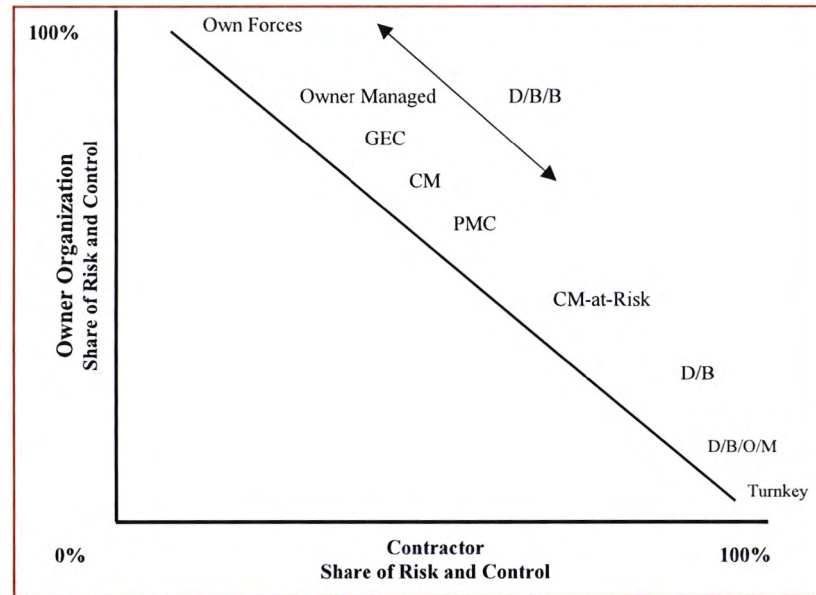 100%
Own Forces
Owner Managed
D/B/B
GEC
CM
PMC
CM-at-Risk
D/B
D/B/O/M
Turnkey
Owner Organization
Share of Risk and Control
0%
Contractor
100%
Share of Risk and Control